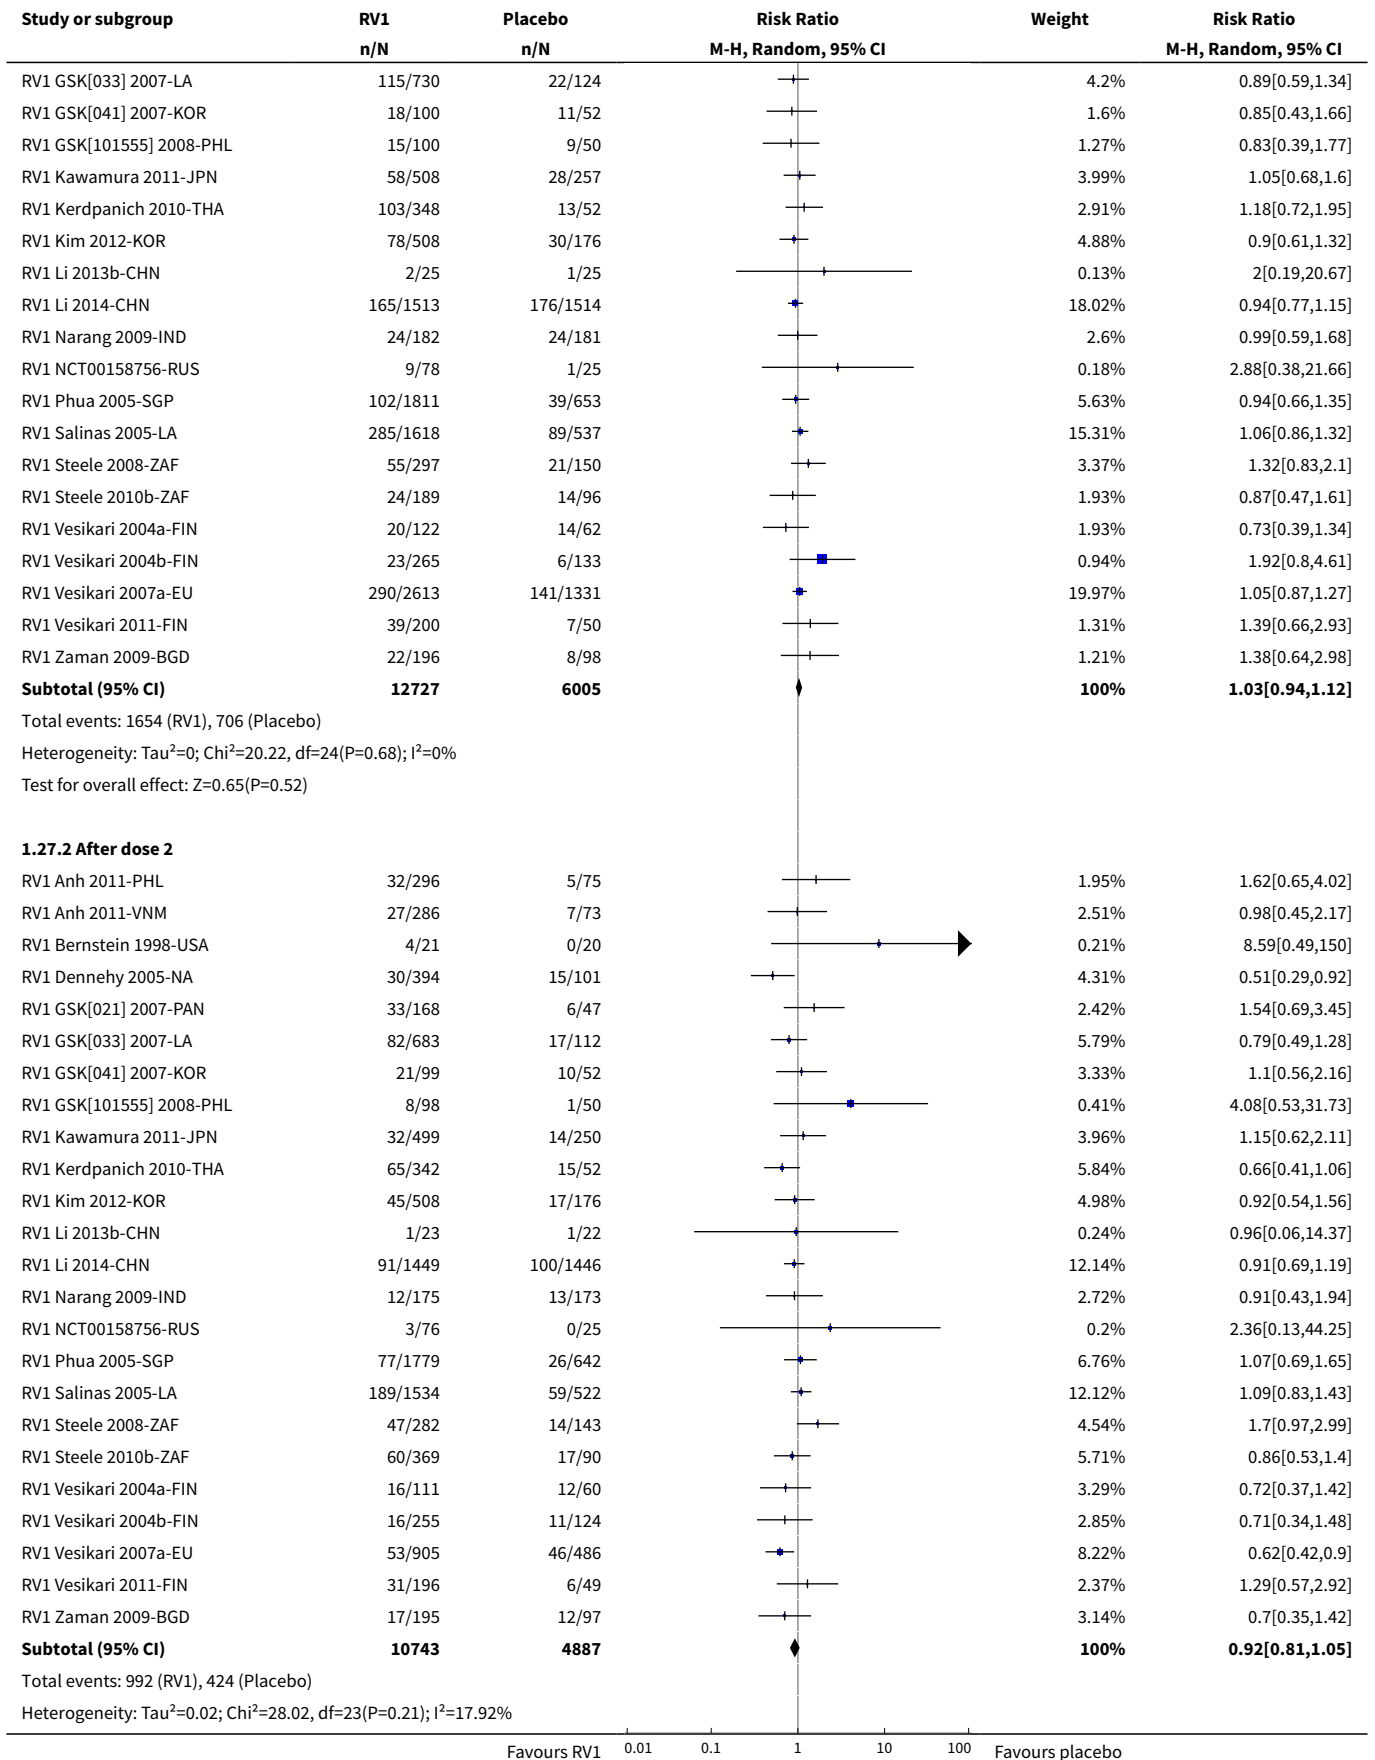 Study or subgroup RV1 Placebo Risk Ratio Weight Risk Ratio
n/N n/N M-H, Random, 95% CI M-H, Random, 95% CI
RV1 GSK[033] 2007-LA 115/730 22/124 4.2% 0.89[0.59,1.34]
RV1 GSK[041] 2007-KOR 18/100 11/52 1.6% 0.85[0.43,1.66]
RV1 GSK[101555] 2008-PHL 15/100 9/50 1.27% 0.83[0.39,1.77]
RV1 Kawamura 2011-JPN 58/508 28/257 3.99% 1.05[0.68,1.6]
RV1 Kerdpanich 2010-THA 103/348 13/52 2.91% 1.18[0.72,1.95]
RV1 Kim 2012-KOR 78/508 30/176 4.88% 0.9[0.61,1.32]
RV1 Li 2013b-CHN 2/25 1/25 0.13% 2[0.19,20.67]
RV1 Li 2014-CHN 165/1513 176/1514 18.02% 0.94[0.77,1.15]
RV1 Narang 2009-IND 24/182 24/181 2.6% 0.99[0.59,1.68]
RV1 NCT00158756-RUS 9/78 1/25 0.18% 2.88[0.38,21.66]
RV1 Phua 2005-SGP 102/1811 39/653 5.63% 0.94[0.66,1.35]
RV1 Salinas 2005-LA 285/1618 89/537 15.31% 1.06[0.86,1.32]
RV1 Steele 2008-ZAF 55/297 21/150 3.37% 1.32[0.83,2.1]
RV1 Steele 2010b-ZAF 24/189 14/96 1.93% 0.87[0.47,1.61]
RV1 Vesikari 2004a-FIN 20/122 14/62 1.93% 0.73[0.39,1.34]
RV1 Vesikari 2004b-FIN 23/265 6/133 0.94% 1.92[0.8,4.61]
RV1 Vesikari 2007a-EU 290/2613 141/1331 19.97% 1.05[0.87,1.27]
RV1 Vesikari 2011-FIN 39/200 7/50 1.31% 1.39[0.66,2.93]
RV1 Zaman 2009-BGD 22/196 8/98 1.21% 1.38[0.64,2.98]
Subtotal (95% CI) 12727 6005 100% 1.03[0.94,1.12]
Total events: 1654 (RV1), 706 (Placebo)
Heterogeneity: Tau²=0; Chi²=20.22, df=24(P=0.68); I²=0%
Test for overall effect: Z=0.65(P=0.52)
1.27.2 After dose 2
RV1 Anh 2011-PHL 32/296 5/75 1.95% 1.62[0.65,4.02]
RV1 Anh 2011-VNM 27/286 7/73 2.51% 0.98[0.45,2.17]
RV1 Bernstein 1998-USA 4/21 0/20 0.21% 8.59[0.49,150]
RV1 Dennehy 2005-NA 30/394 15/101 4.31% 0.51[0.29,0.92]
RV1 GSK[021] 2007-PAN 33/168 6/47 2.42% 1.54[0.69,3.45]
RV1 GSK[033] 2007-LA 82/683 17/112 5.79% 0.79[0.49,1.28]
RV1 GSK[041] 2007-KOR 21/99 10/52 3.33% 1.1[0.56,2.16]
RV1 GSK[101555] 2008-PHL 8/98 1/50 0.41% 4.08[0.53,31.73]
RV1 Kawamura 2011-JPN 32/499 14/250 3.96% 1.15[0.62,2.11]
RV1 Kerdpanich 2010-THA 65/342 15/52 5.84% 0.66[0.41,1.06]
RV1 Kim 2012-KOR 45/508 17/176 4.98% 0.92[0.54,1.56]
RV1 Li 2013b-CHN 1/23 1/22 0.24% 0.96[0.06,14.37]
RV1 Li 2014-CHN 91/1449 100/1446 12.14% 0.91[0.69,1.19]
RV1 Narang 2009-IND 12/175 13/173 2.72% 0.91[0.43,1.94]
RV1 NCT00158756-RUS 3/76 0/25 0.2% 2.36[0.13,44.25]
RV1 Phua 2005-SGP 77/1779 26/642 6.76% 1.07[0.69,1.65]
RV1 Salinas 2005-LA 189/1534 59/522 12.12% 1.09[0.83,1.43]
RV1 Steele 2008-ZAF 47/282 14/143 4.54% 1.7[0.97,2.99]
RV1 Steele 2010b-ZAF 60/369 17/90 5.71% 0.86[0.53,1.4]
RV1 Vesikari 2004a-FIN 16/111 12/60 3.29% 0.72[0.37,1.42]
RV1 Vesikari 2004b-FIN 16/255 11/124 2.85% 0.71[0.34,1.48]
RV1 Vesikari 2007a-EU 53/905 46/486 8.22% 0.62[0.42,0.9]
RV1 Vesikari 2011-FIN 31/196 6/49 2.37% 1.29[0.57,2.92]
RV1 Zaman 2009-BGD 17/195 12/97 3.14% 0.7[0.35,1.42]
Subtotal (95% CI) 10743 4887 100% 0.92[0.81,1.05]
Total events: 992 (RV1), 424 (Placebo)
Heterogeneity: Tau²=0.02; Chi²=28.02, df=23(P=0.21); I²=17.92%
Favours RV1 0.01 0.1 1 10 100 Favours placebo